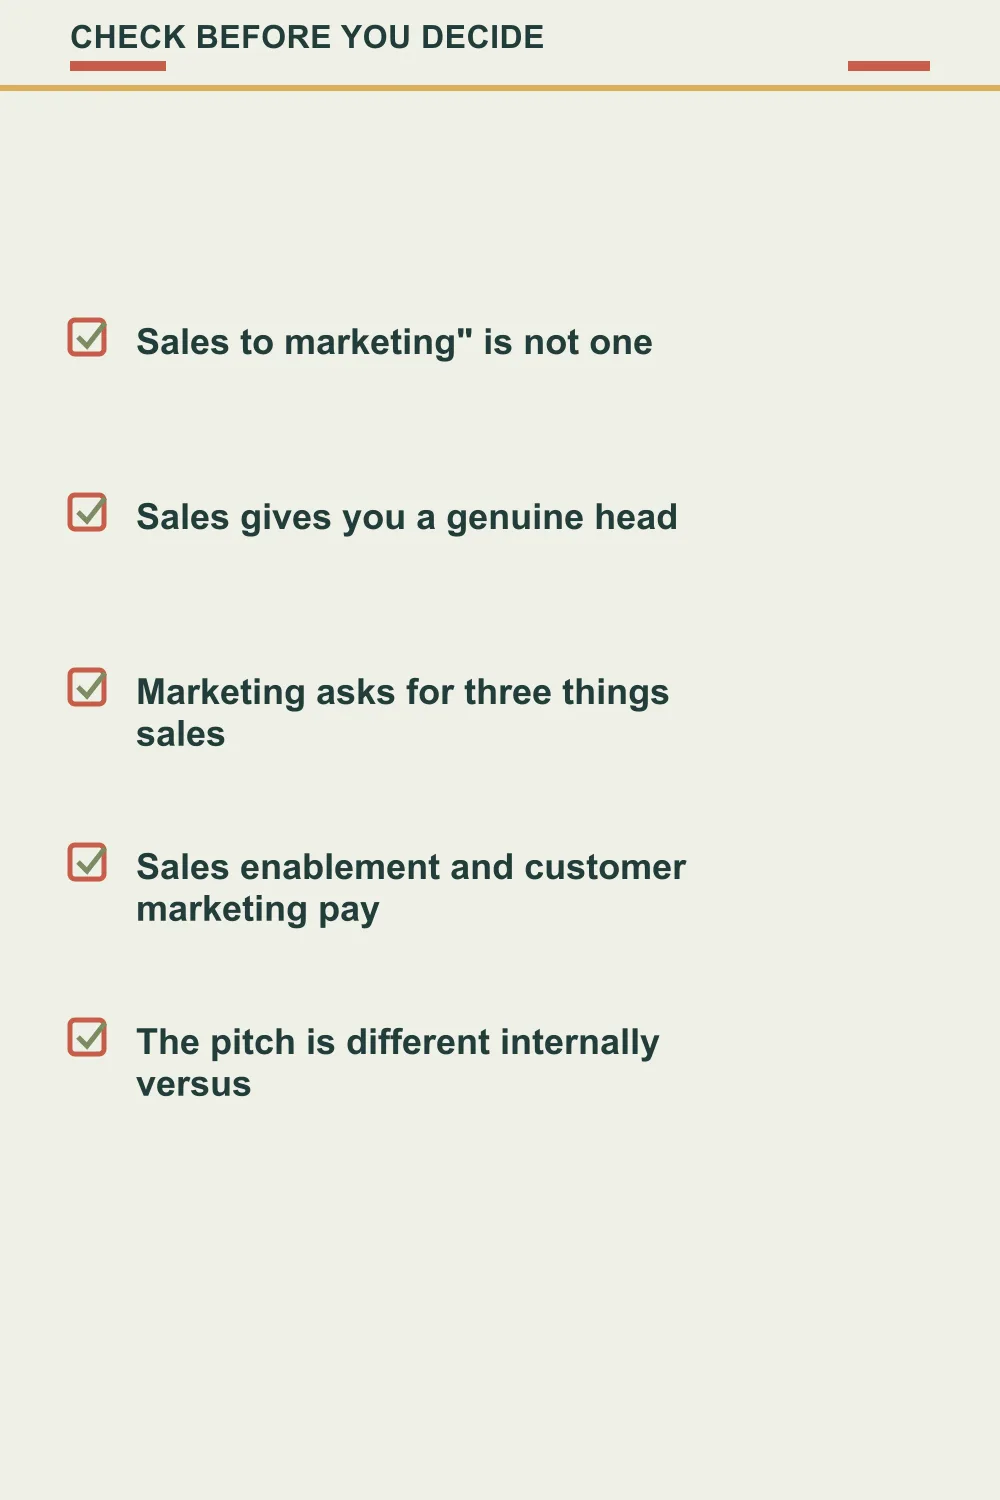 CHECK BEFORE YOU DECIDE
Sales to marketing" is not one
Sales gives you a genuine head
Marketing asks for three things
sales
Sales enablement and customer
marketing pay
The pitch is different internally
versus